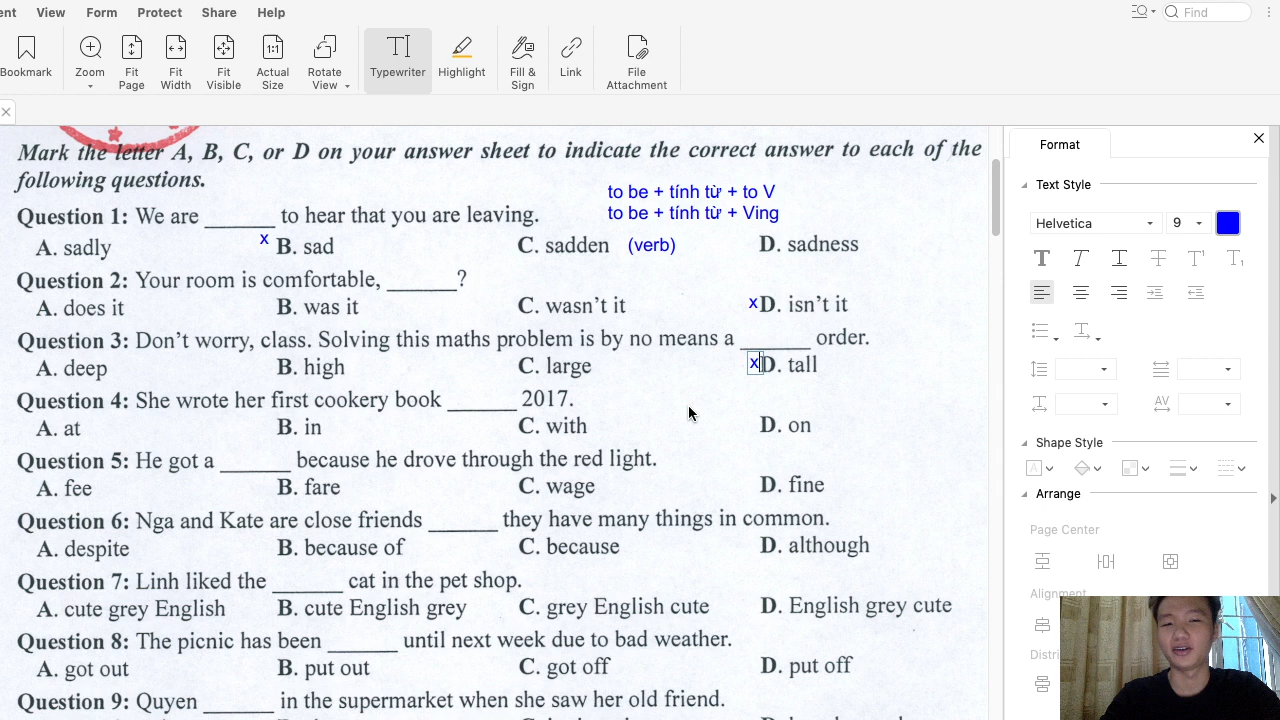 ent View Form Protect Share Help Find
Bookmark Zoom Fit Page Fit Width Fit Visible Actual Size Rotate View Typewriter Highlight Fill & Sign Link File Attachment
Mark the letter A, B, C, or D on your answer sheet to indicate the correct answer to each of the
following questions.
to be + tính từ + to V
to be + tính từ + Ving
Question 1: We are ______ to hear that you are leaving.
A. sadly x B. sad C. sadden (verb) D. sadness
Question 2: Your room is comfortable, ______?
A. does it B. was it C. wasn’t it x D. isn’t it
Question 3: Don’t worry, class. Solving this maths problem is by no means a ______ order.
A. deep B. high C. large x D. tall
Question 4: She wrote her first cookery book ______ 2017.
A. at B. in C. with D. on
Question 5: He got a ______ because he drove through the red light.
A. fee B. fare C. wage D. fine
Question 6: Nga and Kate are close friends ______ they have many things in common.
A. despite B. because of C. because D. although
Question 7: Linh liked the ______ cat in the pet shop.
A. cute grey English B. cute English grey C. grey English cute D. English grey cute
Question 8: The picnic has been ______ until next week due to bad weather.
A. got out B. put out C. got off D. put off
Question 9: Quyen ______ in the supermarket when she saw her old friend.
Format
Text Style
Helvetica 9
T T T T T T
AV
Shape Style
Arrange
Page Center
Alignment
Distri